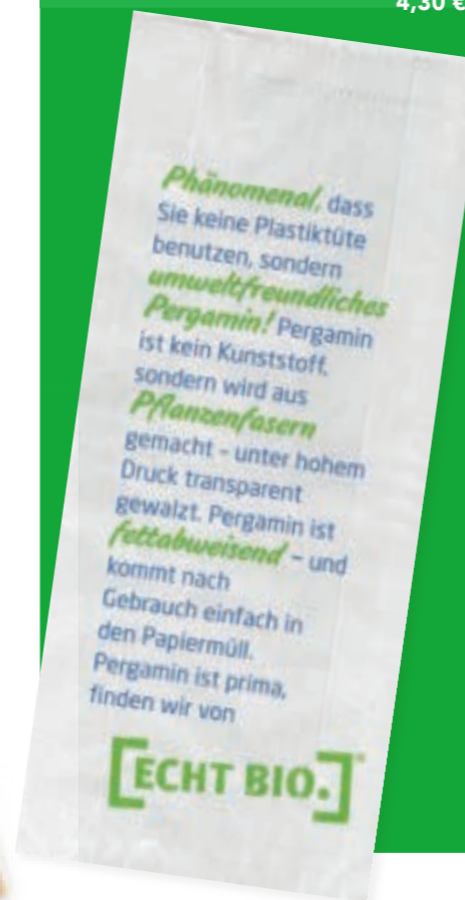 4,30 €
Phänomenal, dass
Sie keine Plastiktüte
benutzen, sondern
umweltfreundliches
Pergamin! Pergamin
ist kein Kunststoff,
sondern wird aus
Pflanzenfasern
gemacht – unter hohem
Druck transparent
gewalzt. Pergamin ist
fettabweisend – und
kommt nach
Gebrauch einfach in
den Papiermüll.
Pergamin ist prima,
finden wir von
[ECHT BIO.]